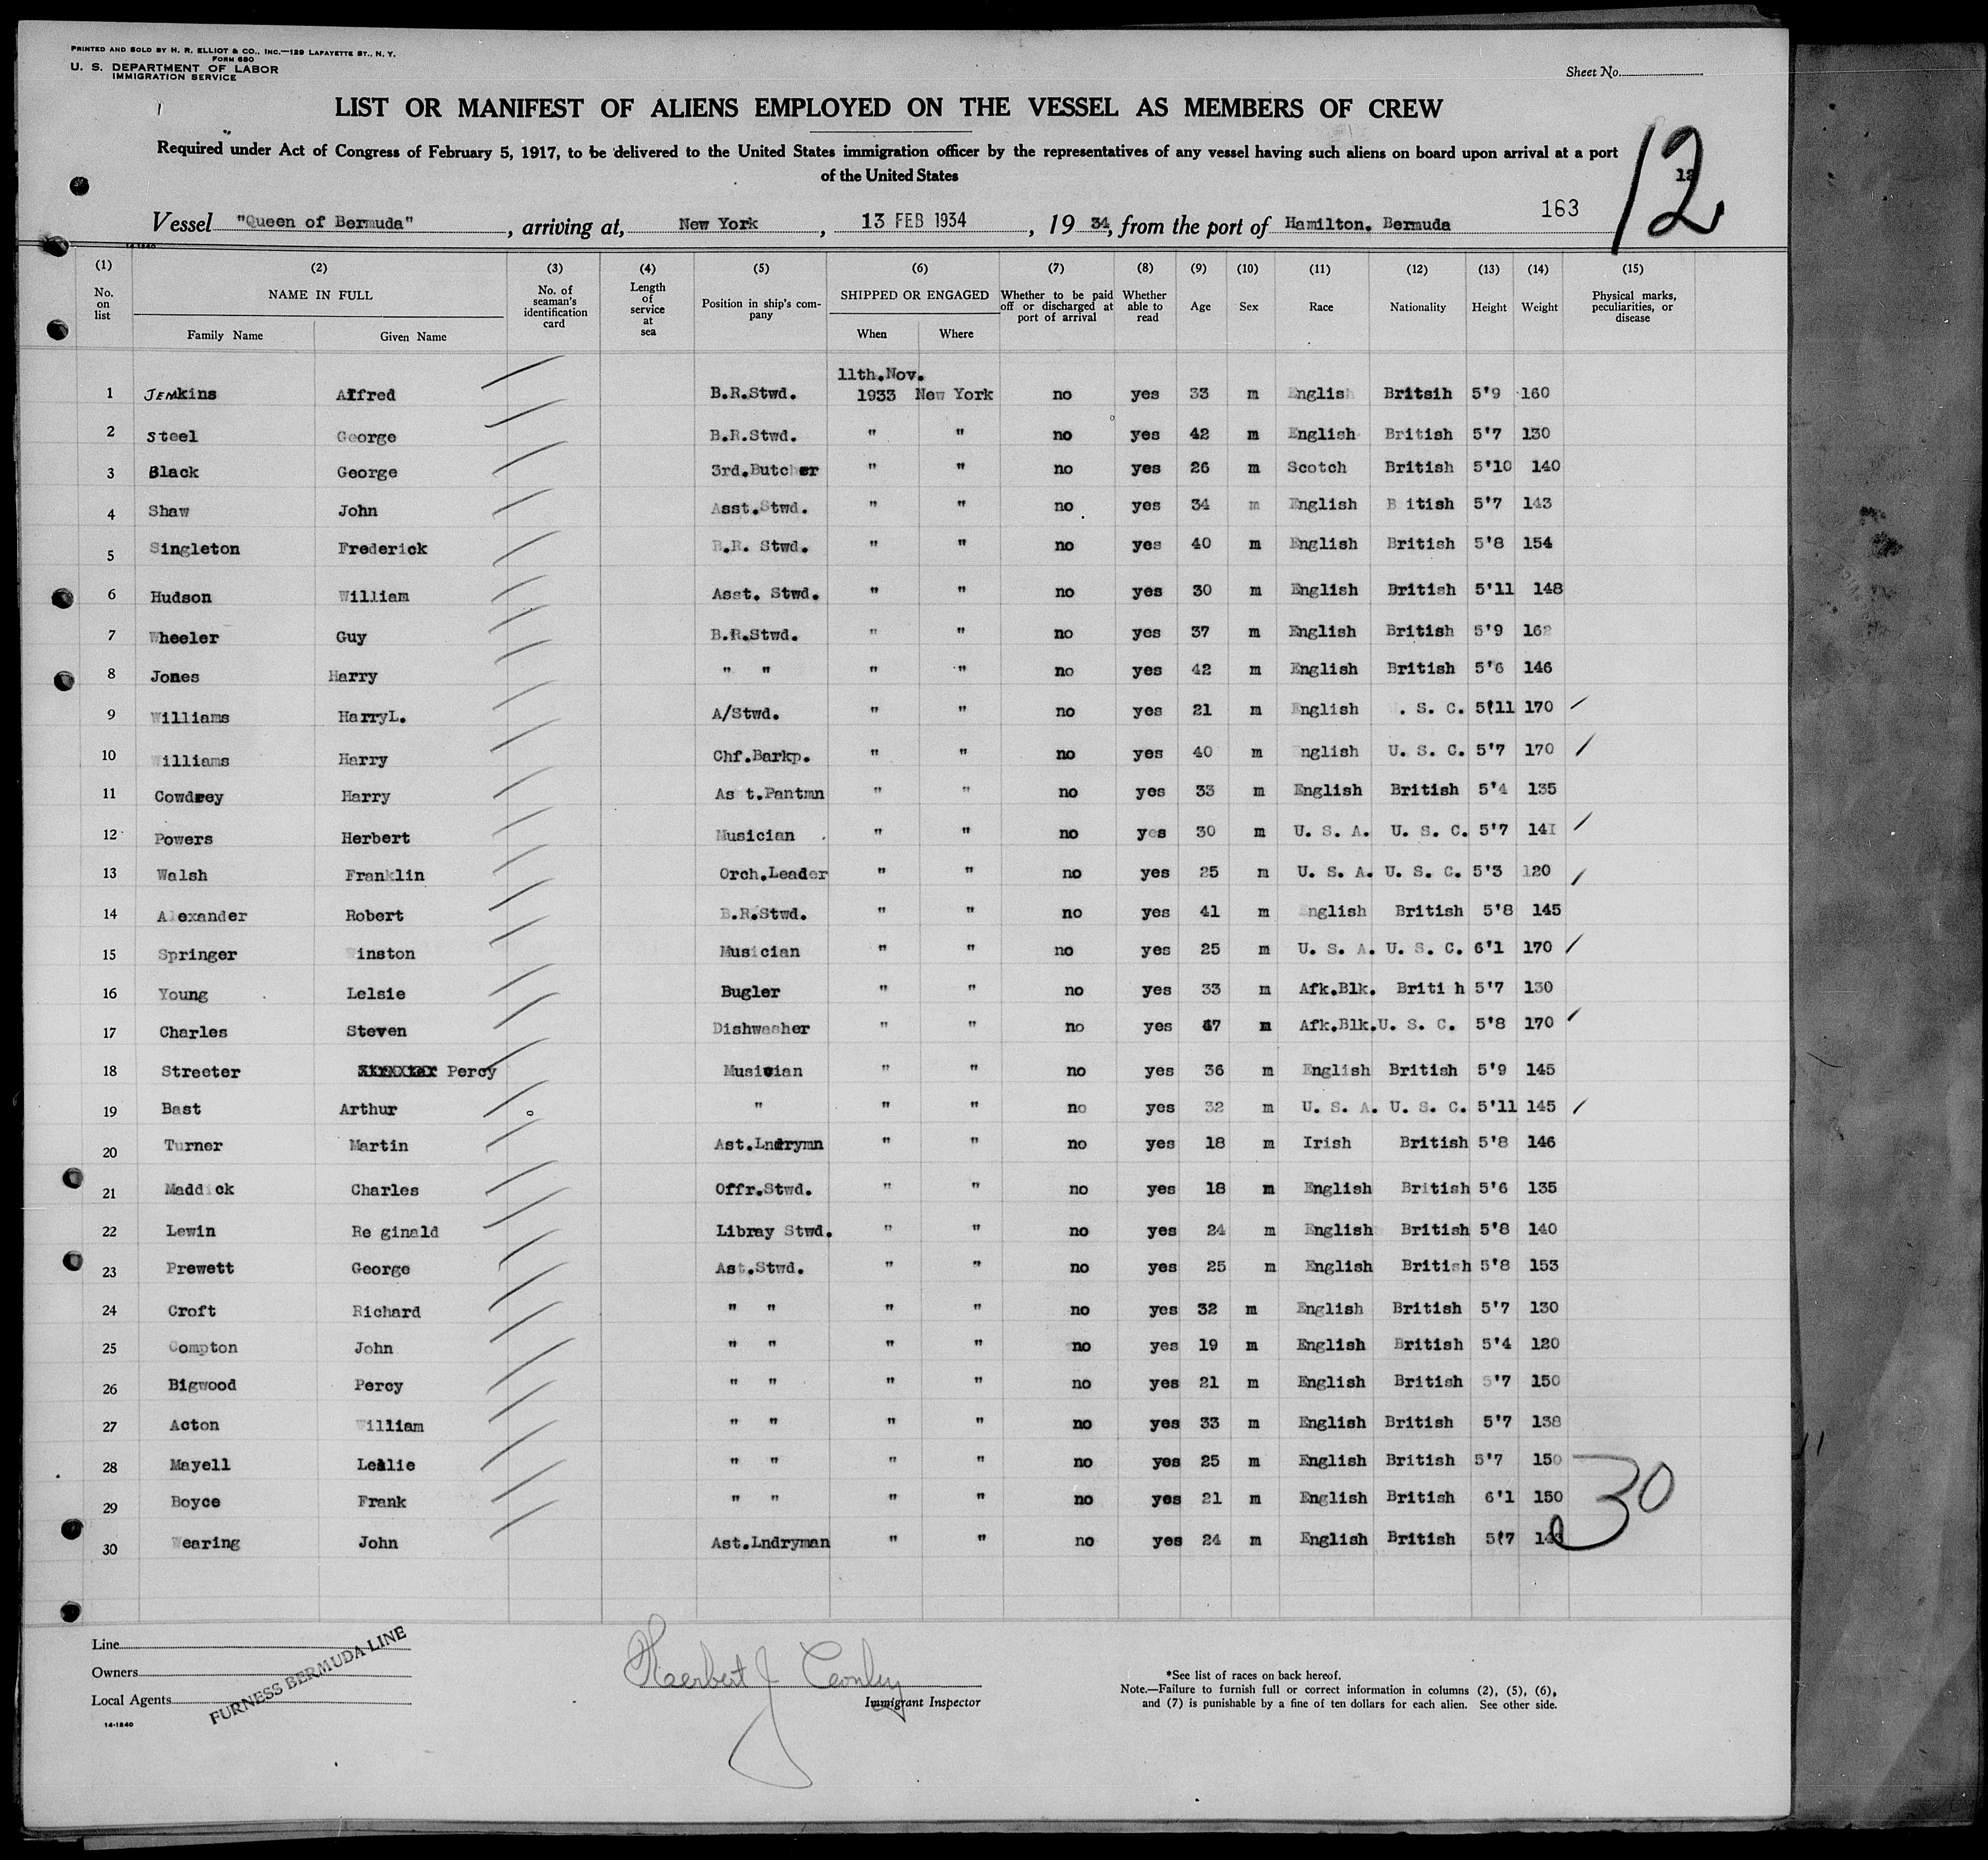 PRINTED AND SOLD BY H. R. ELLIOT & CO., INC.—129 LAFAYETTE ST., N. Y.
FORM 680
U. S. DEPARTMENT OF LABOR
IMMIGRATION SERVICE
Sheet No.
LIST OR MANIFEST OF ALIENS EMPLOYED ON THE VESSEL AS MEMBERS OF CREW
Required under Act of Congress of February 5, 1917, to be delivered to the United States immigration officer by the representatives of any vessel having such aliens on board upon arrival at a port
of the United States
12
12
163
Vessel "Queen of Bermuda" , arriving at, New York , 13 FEB 1934 , 19 34, from the port of Hamilton. Bermuda
14-1240
(1) (2) (3) (4) (5) (6) (7) (8) (9) (10) (11) (12) (13) (14) (15)
No. on list NAME IN FULL Family Name Given Name No. of seaman's identification card Length of service at sea Position in ship's company SHIPPED OR ENGAGED When Where Whether to be paid off or discharged at port of arrival Whether able to read Age Sex Race Nationality Height Weight Physical marks, peculiarities, or disease
11th.Nov.
1 JENkins Alfred B.R.Stwd. 1933 New York no yes 33 m Englis Britsih 5'9 160
2 Steel George B.R.Stwd. " " no yes 42 m English British 5'7 130
3 Black George 3rd.Butcher " " no yes 26 m Scotch British 5'10 140
4 Shaw John Asst.Stwd. " " no yes 34 m English B itish 5'7 143
5 Singleton Frederick B.R. Stwd. " " no yes 40 m English British 5'8 154
6 Hudson William Asst. Stwd. " " no yes 30 m English British 5'11 148
7 Wheeler Guy B.R.Stwd. " " no yes 37 m English British 5'9 162
8 Jones Harry " " " " no yes 42 m English British 5'6 146
9 Williams HarryL. A/Stwd. " " no yes 21 m English . S. C. 5'11 170
10 Williams Harry Chf.Barkp. " " no yes 40 m nglish U. S. C. 5'7 170
11 Cowdrey Harry As t.Pantmn " " no yes 33 m English British 5'4 135
12 Powers Herbert Musician " " no yes 30 m U. S. A. U. S. C. 5'7 141
13 Walsh Franklin Orch.Leader " " no yes 25 m U. S. A. U. S. C. 5'3 120
14 Alexander Robert B.R.Stwd. " " no yes 41 m nglish British 5'8 145
15 Springer inston Musician " " no yes 25 m U. S. A. U. S. C. 6'1 170
16 Young Lelsie Bugler " " no yes 33 m Afk.Blk. Briti h 5'7 130
17 Charles Steven Dishwasher " " no yes 47 m Afk.Blk. U. S. C. 5'8 170
18 Streeter Percy Musician " " no yes 36 m English British 5'9 145
19 Bast Arthur " " " no yes 32 m U. S. A. U. S. C. 5'11 145
20 Turner Martin Ast.Lndrymn " " no yes 18 m Irish British 5'8 146
21 Maddick Charles Offr.Stwd. " " no yes 18 m English British 5'6 135
22 Lewin Re ginald Libray Stwd. " " no yes 24 m English British 5'8 140
23 Prewett George Ast.Stwd. " " no yes 25 m English British 5'8 153
24 Croft Richard " " " " no yes 32 m English British 5'7 130
25 Compton John " " " " no yes 19 m English British 5'4 120
26 Bigwood Percy " " " " no yes 21 m English British 5'7 150
27 Acton William " " " " no yes 33 m English British 5'7 138
28 Mayell Leslie " " " " no yes 25 m English British 5'7 150
29 Boyce Frank " " " " no yes 21 m English British 6'1 150
30 Wearing John Ast.Lndryman " " no yes 24 m English British 5'7
30
Line
Owners
Local Agents
FURNESS BERMUDA LINE
14-1240
Herbert J Conley
Immigrant Inspector
*See list of races on back hereof.
Note.—Failure to furnish full or correct information in columns (2), (5), (6),
and (7) is punishable by a fine of ten dollars for each alien. See other side.